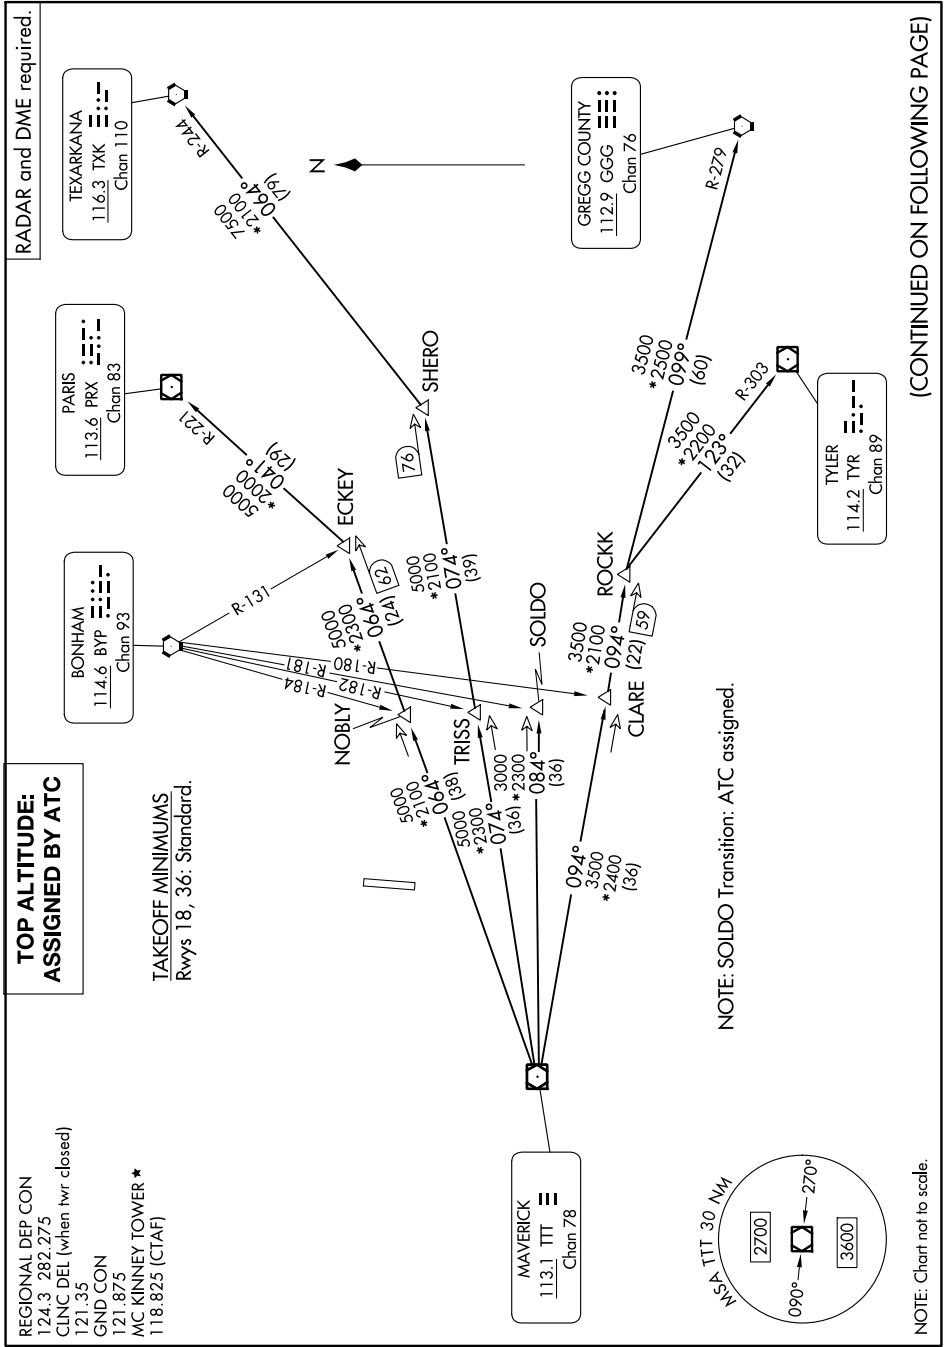 REGIONAL DEP CON
124.3 282.275
CLNC DEL (when twr closed)
121.35
GND CON
121.875
MC KINNEY TOWER ★
118.825 (CTAF)
TOP ALTITUDE:
ASSIGNED BY ATC
RADAR and DME required.
TAKEOFF MINIMUMS
Rwys 18, 36: Standard.
BONHAM
114.6 BYP
Chan 93
PARIS
113.6 PRX
Chan 83
TEXARKANA
116.3 TXK
Chan 110
R-131
R-184
R-181
R-182
R-180
R-221
5000
*2000
041°
(29)
R-244
7500
*2100
064°
(79)
N
NOBLY
ECKEY
SHERO
5000
*2100
064°
(38)
5000
*2300
064°
(24)
62
76
TRISS
5000
*2300
074°
(36)
5000
*2100
074°
(39)
SOLDO
3000
*2300
084°
(36)
CLARE
094°
3500
*2400
(36)
ROCKK
3500
*2100
094°
(22)
59
3500
*2500
099°
(60)
R-279
3500
*2200
123°
(32)
R-303
GREGG COUNTY
112.9 GGG
Chan 76
TYLER
114.2 TYR
Chan 89
MAVERICK
113.1 TTT
Chan 78
NOTE: SOLDO Transition: ATC assigned.
MSA TTT 30 NM
2700
090°
270°
3600
NOTE: Chart not to scale.
(CONTINUED ON FOLLOWING PAGE)